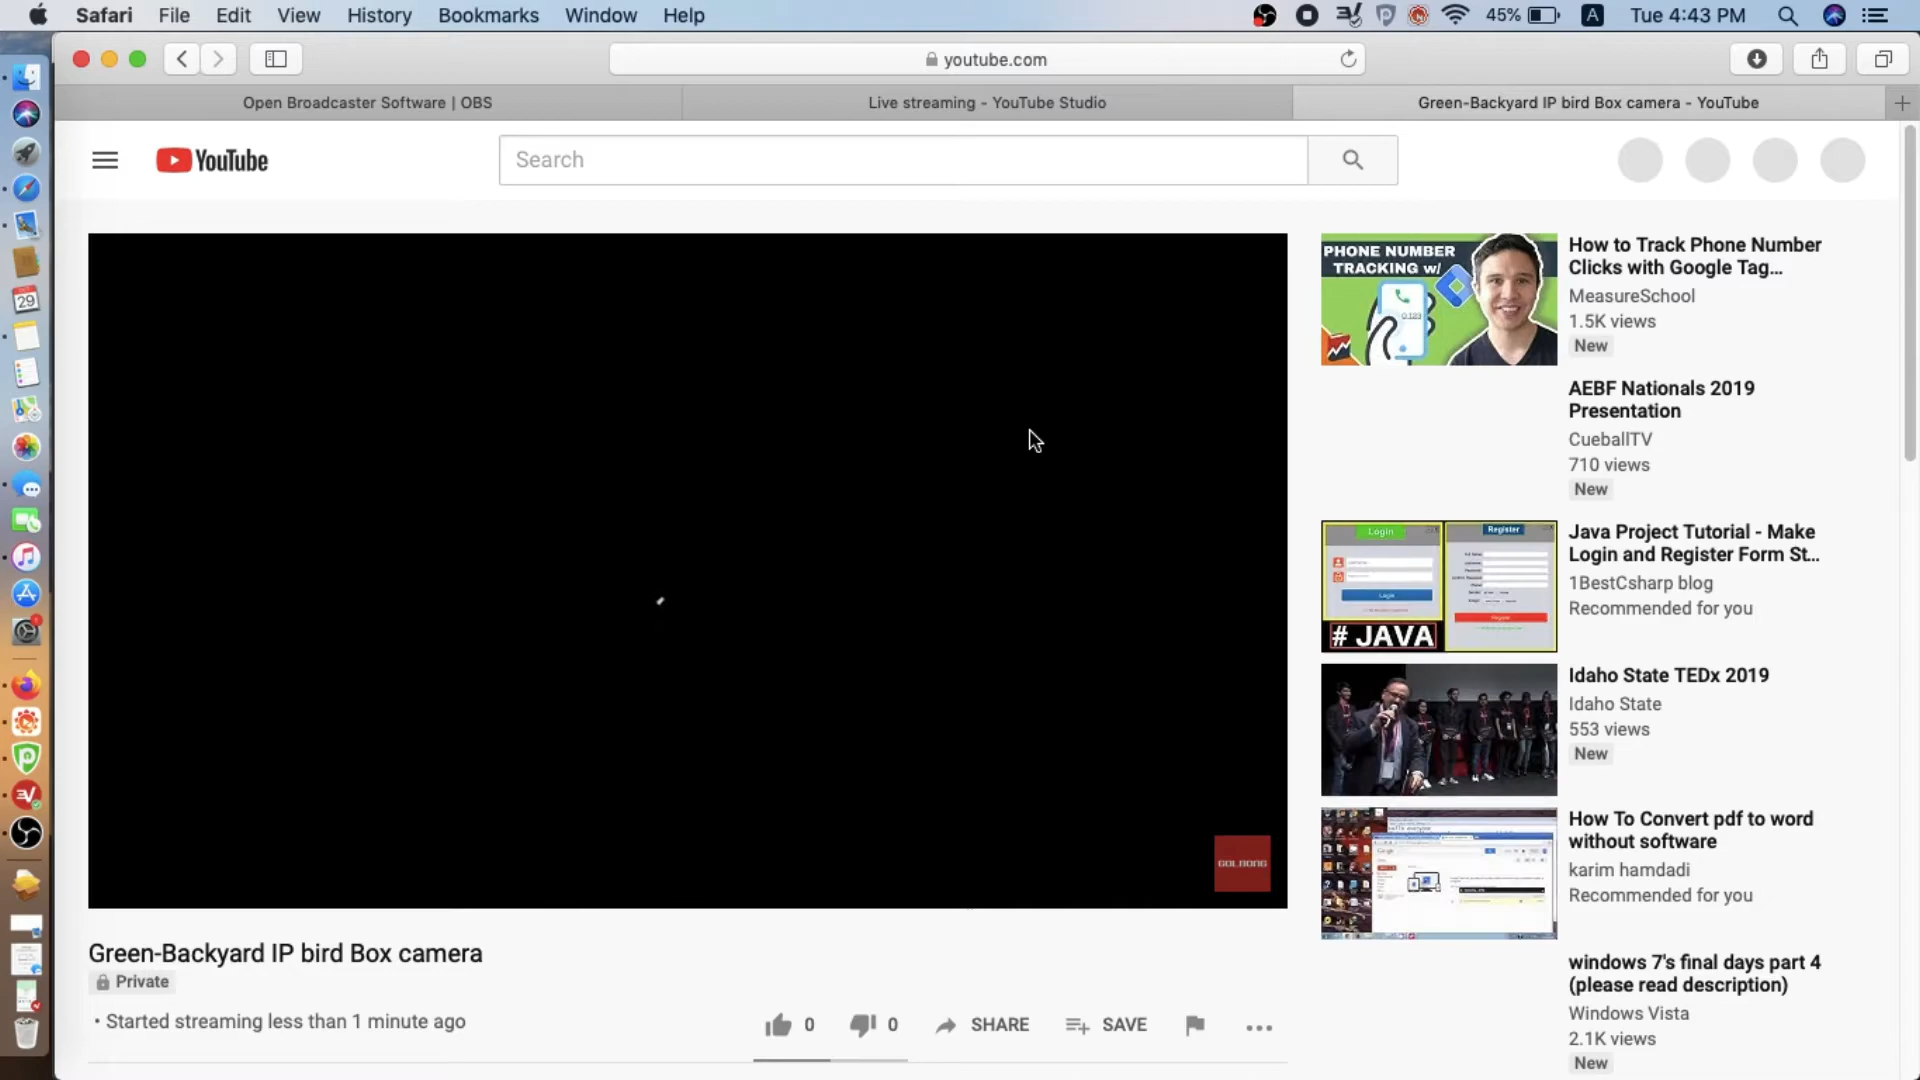 Safari File Edit View History Bookmarks Window Help
45% A Tue 4:43 PM
youtube.com
Open Broadcaster Software | OBS
Live streaming - YouTube Studio
Green-Backyard IP bird Box camera - YouTube
YouTube
Search
29
GOLRONG
Green-Backyard IP bird Box camera
Private
• Started streaming less than 1 minute ago
0 0 SHARE SAVE
PHONE NUMBER
TRACKING w/
How to Track Phone Number
Clicks with Google Tag...
MeasureSchool
1.5K views
New
AEBF Nationals 2019
Presentation
CueballTV
710 views
New
Login
Register
Login
# JAVA
Java Project Tutorial - Make
Login and Register Form St...
1BestCsharp blog
Recommended for you
Idaho State TEDx 2019
Idaho State
553 views
New
How To Convert pdf to word
without software
karim hamdadi
Recommended for you
windows 7's final days part 4
(please read description)
Windows Vista
2.1K views
New